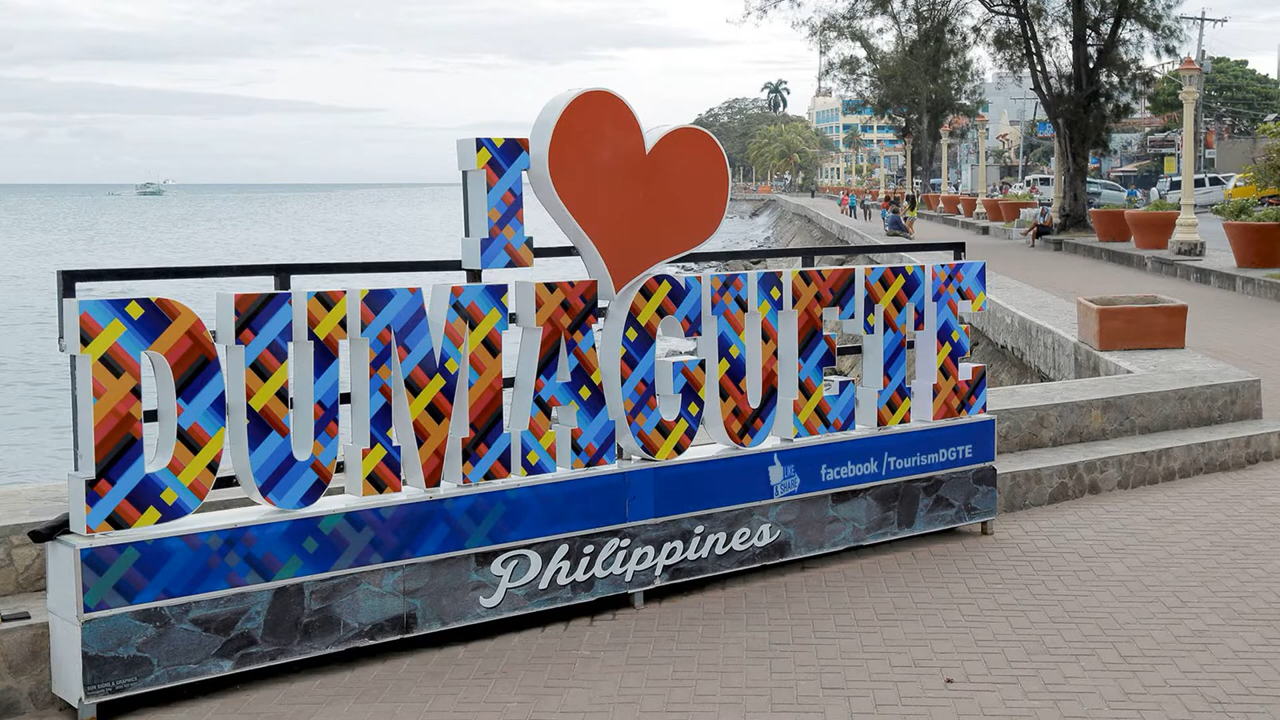 I
DUMAGUETE
LIKE
& SHARE
facebook /TourismDGTE
Philippines